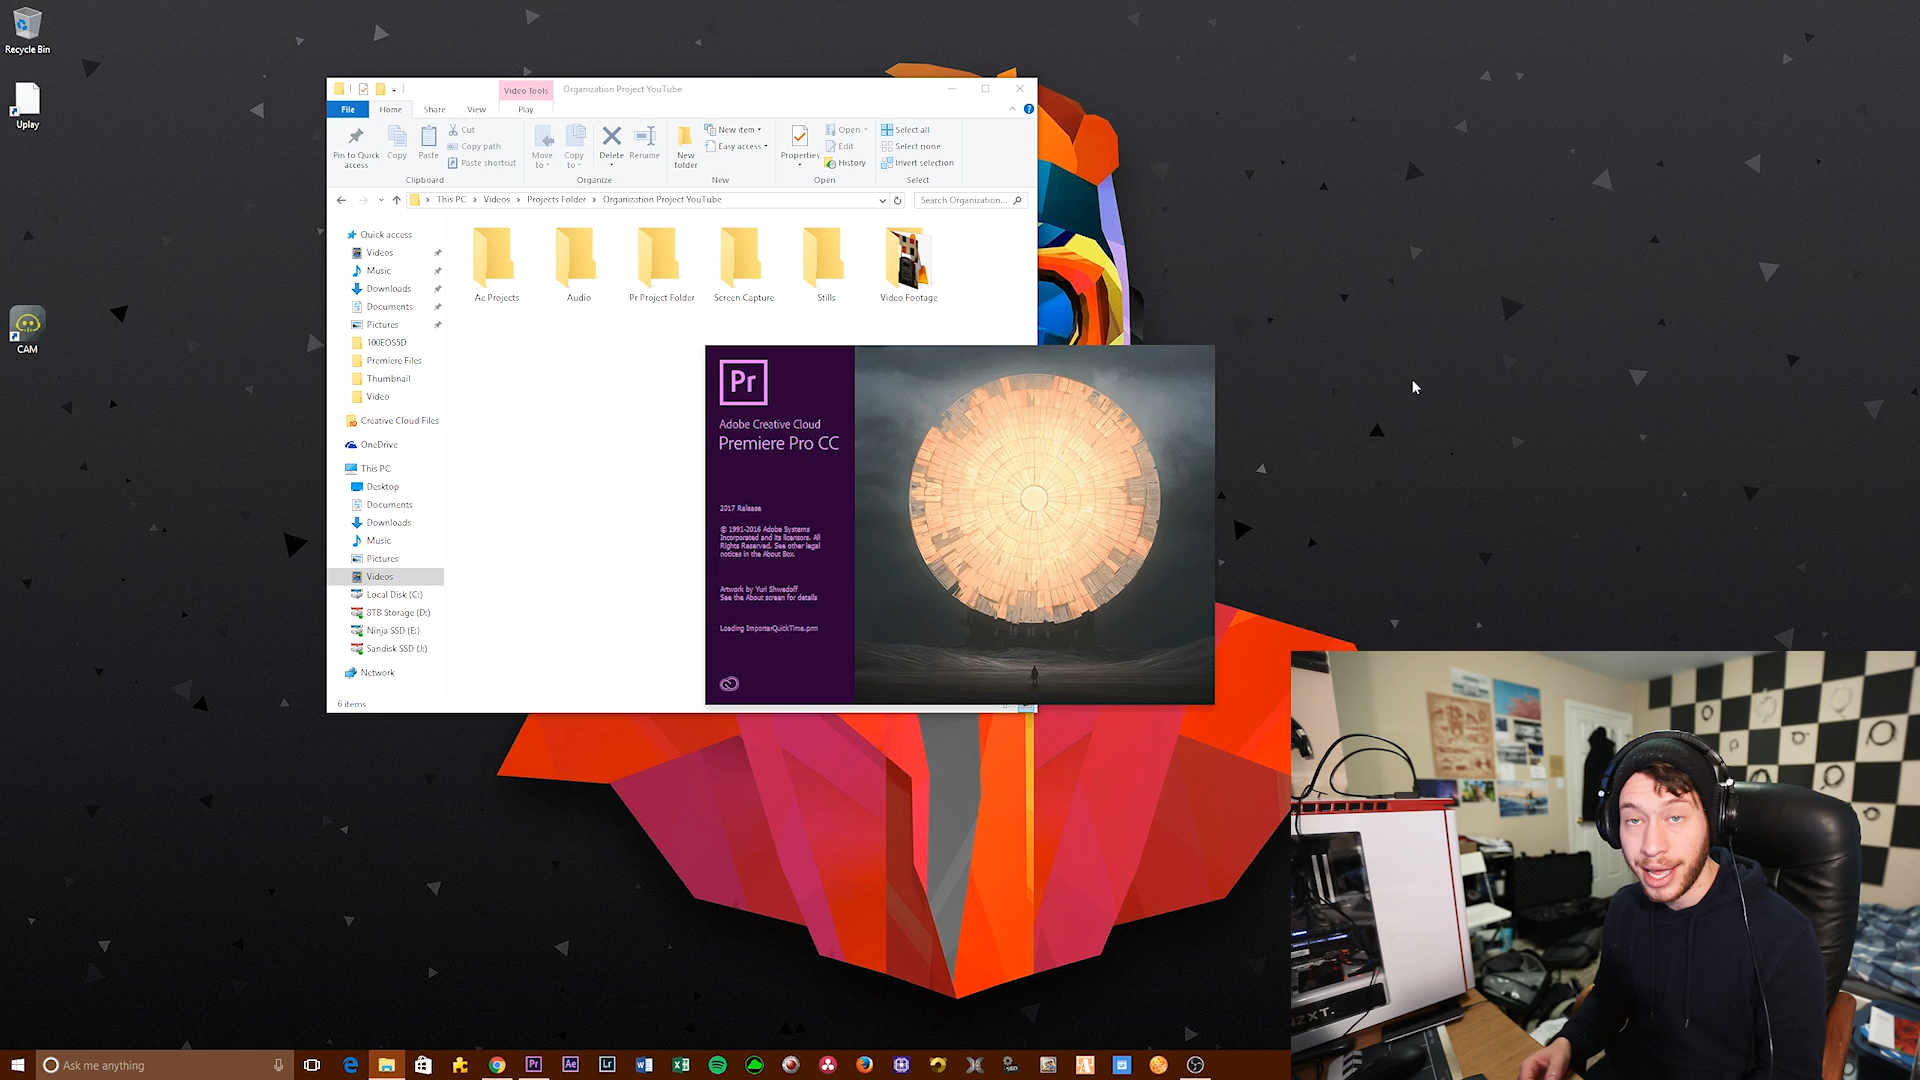 Recycle Bin
Uplay
CAM
Video Tools
Organization Project YouTube
File
Home
Share
View
Play
Pin to Quick access
Copy
Paste
Cut
Copy path
Paste shortcut
Clipboard
Move to
Copy to
Delete
Rename
Organize
New folder
New item
Easy access
New
Properties
Open
Edit
History
Open
Select all
Select none
Invert selection
Select
This PC
Videos
Projects Folder
Organization Project YouTube
Search Organization...
Quick access
Videos
Music
Downloads
Documents
Pictures
100EOS5D
Premiere Files
Thumbnail
Video
Creative Cloud Files
OneDrive
This PC
Desktop
Documents
Downloads
Music
Pictures
Videos
Local Disk (C:)
8TB Storage (D:)
Ninja SSD (E:)
Sandisk SSD (J:)
Network
6 items
Ae Projects
Audio
Pr Project Folder
Screen Capture
Stills
Video Footage
Pr
Adobe Creative Cloud
Premiere Pro CC
2017 Release
© 1991-2016 Adobe Systems
Incorporated and its licensors. All
Rights Reserved. See other legal
notices in the About Box.
Artwork by Yuri Shwedoff
See the About screen for details
Loading ImporterQuickTime.prm
NZXT.
Ask me anything
Pr
Ae
Lr
SSD